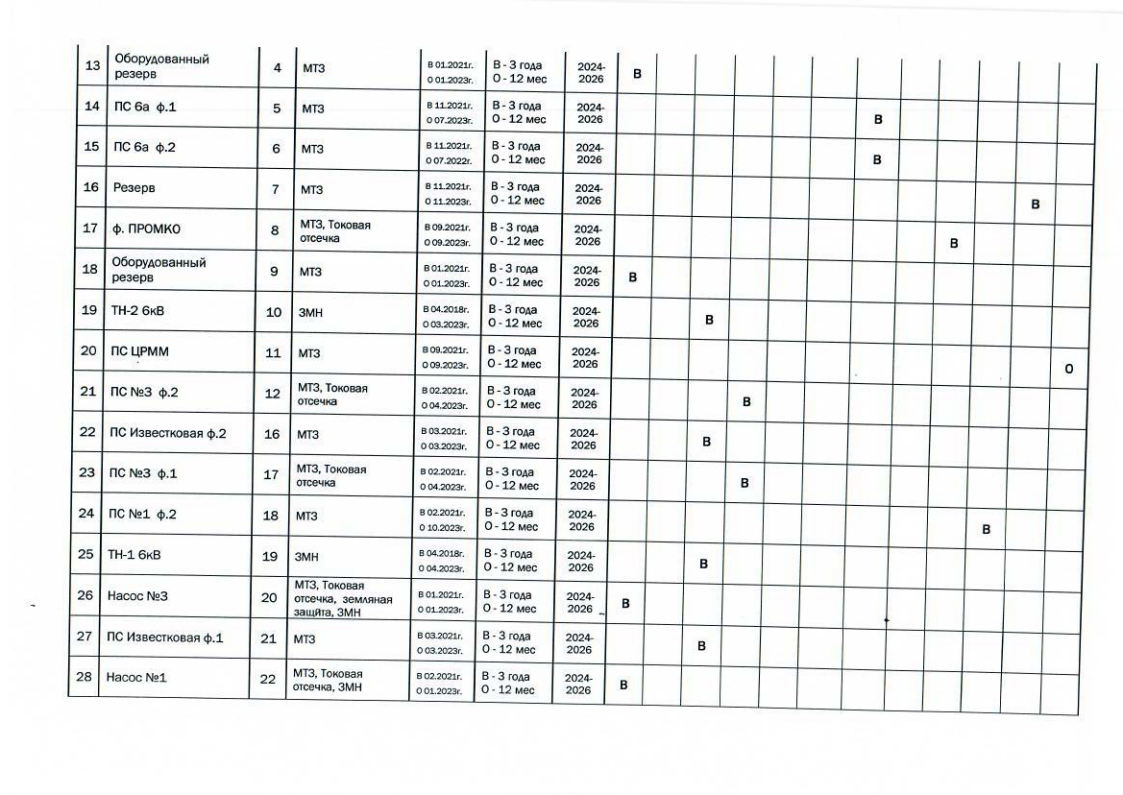 13 Оборудованный резерв 4 МТЗ В 01.2021г. О 01.2023г. В - 3 года О - 12 мес 2024-2026 В
14 ПС 6а ф.1 5 МТЗ В 11.2021г. О 07.2023г. В - 3 года О - 12 мес 2024-2026 В
15 ПС 6а ф.2 6 МТЗ В 11.2021г. О 07.2022г. В - 3 года О - 12 мес 2024-2026 В
16 Резерв 7 МТЗ В 11.2021г. О 11.2023г. В - 3 года О - 12 мес 2024-2026 В
17 ф. ПРОМКО 8 МТЗ, Токовая отсечка В 09.2021г. О 09.2023г. В - 3 года О - 12 мес 2024-2026 В
18 Оборудованный резерв 9 МТЗ В 01.2021г. О 01.2023г. В - 3 года О - 12 мес 2024-2026 В
19 ТН-2 6кВ 10 ЗМН В 04.2018г. О 03.2023г. В - 3 года О - 12 мес 2024-2026 В
20 ПС ЦРММ 11 МТЗ В 09.2021г. О 09.2023г. В - 3 года О - 12 мес 2024-2026 О
21 ПС №3 ф.2 12 МТЗ, Токовая отсечка В 02.2021г. О 04.2023г. В - 3 года О - 12 мес 2024-2026 В
22 ПС Известковая ф.2 16 МТЗ В 03.2021г. О 03.2023г. В - 3 года О - 12 мес 2024-2026 В
23 ПС №3 ф.1 17 МТЗ, Токовая отсечка В 02.2021г. О 04.2023г. В - 3 года О - 12 мес 2024-2026 В
24 ПС №1 ф.2 18 МТЗ В 02.2021г. О 10.2023г. В - 3 года О - 12 мес 2024-2026 В
25 ТН-1 6кВ 19 ЗМН В 04.2018г. О 04.2023г. В - 3 года О - 12 мес 2024-2026 В
26 Насос №3 20 МТЗ, Токовая отсечка, земляная защита, ЗМН В 01.2021г. О 01.2023г. В - 3 года О - 12 мес 2024-2026 В
27 ПС Известковая ф.1 21 МТЗ В 03.2021г. О 03.2023г. В - 3 года О - 12 мес 2024-2026 В
28 Насос №1 22 МТЗ, Токовая отсечка, ЗМН В 02.2021г. О 01.2023г. В - 3 года О - 12 мес 2024-2026 В